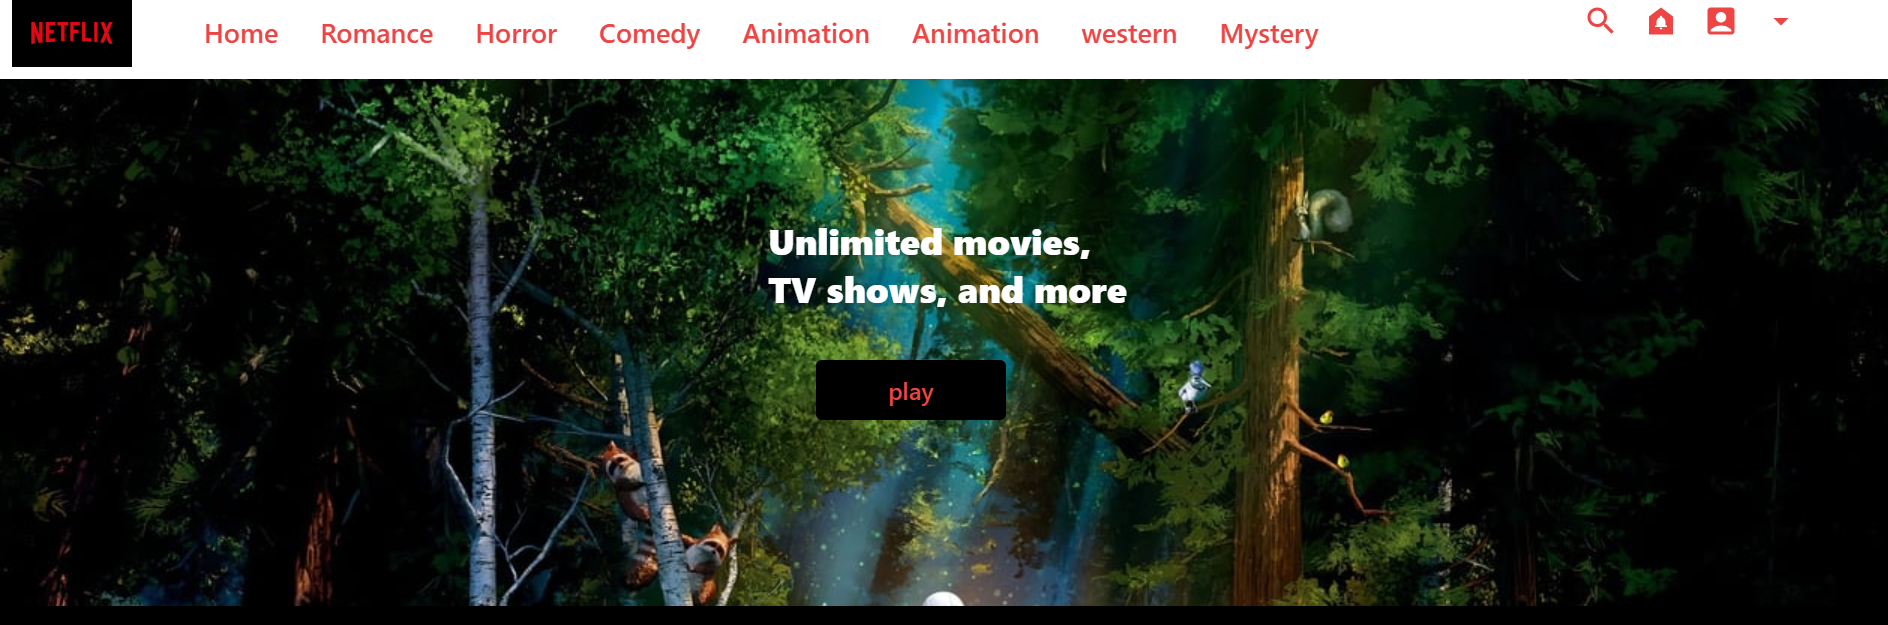 NETFLIX Home Romance Horror Comedy Animation Animation western Mystery
Unlimited movies,
TV shows, and more
play